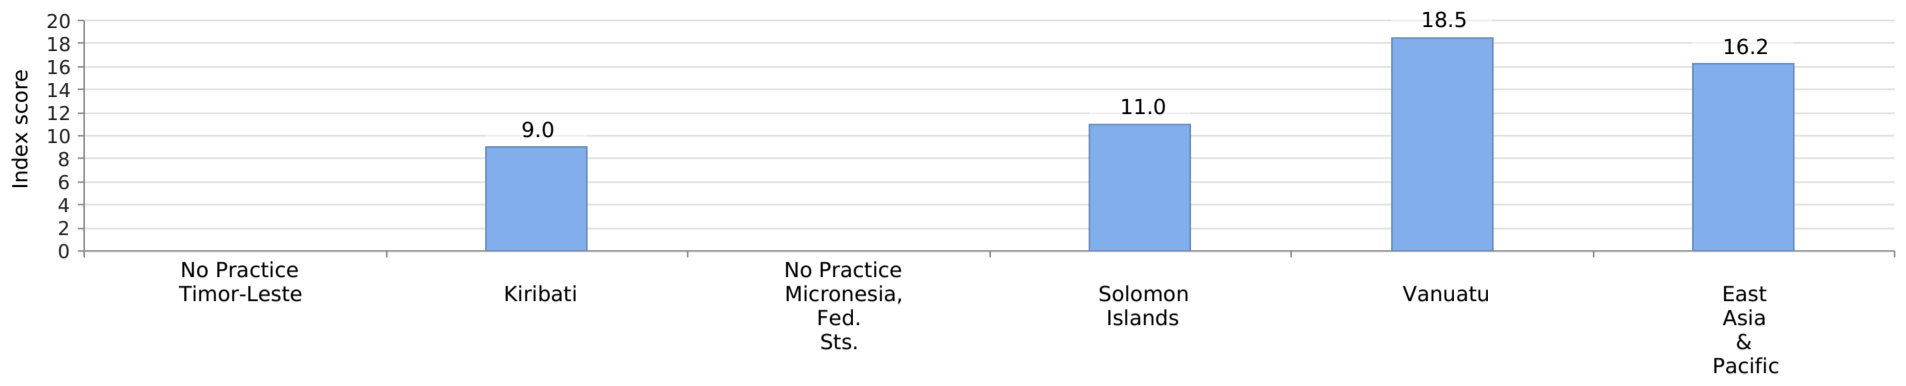 Index score
20
18
16
14
12
10
8
6
4
2
0
9.0
11.0
18.5
16.2
No Practice
Timor-Leste
Kiribati
No Practice
Micronesia,
Fed.
Sts.
Solomon
Islands
Vanuatu
East
Asia
&
Pacific